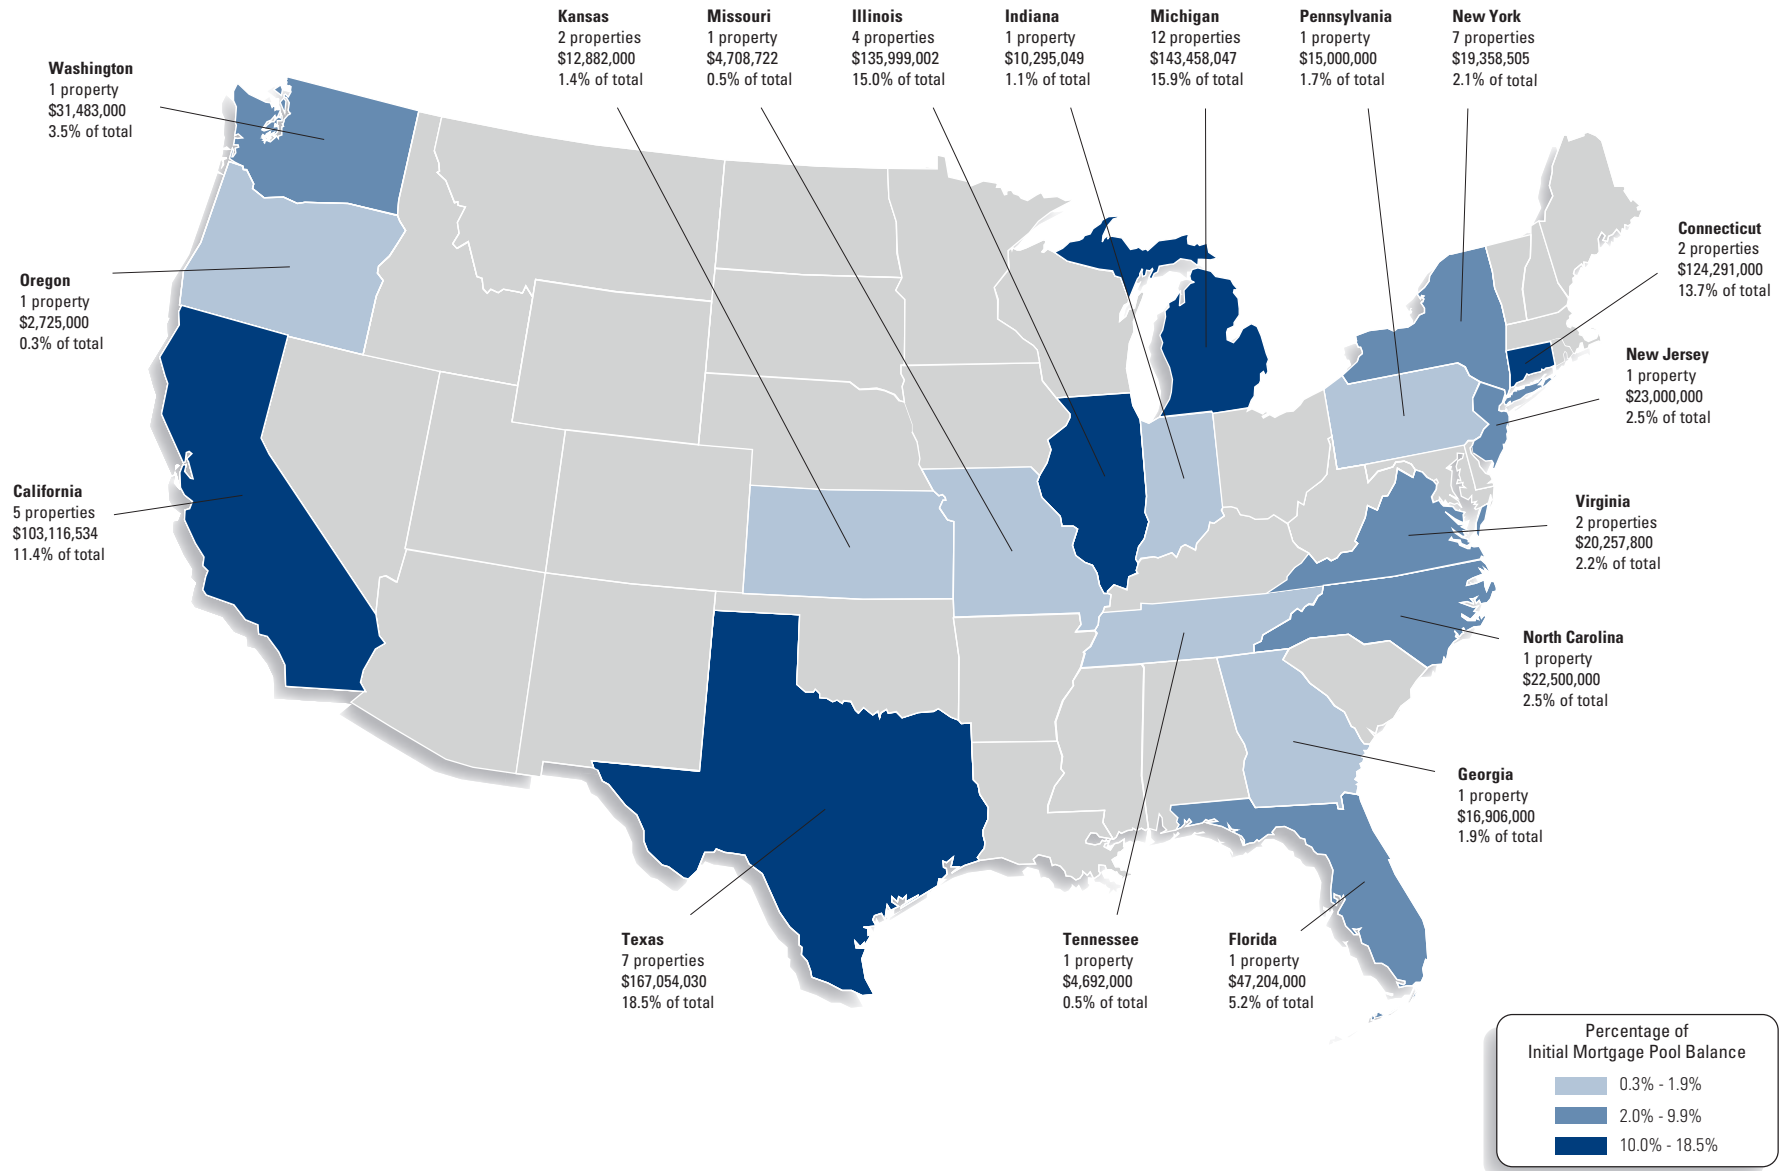 Kansas
2 properties
$12,882,000
1.4% of total
Missouri
1 property
$4,708,722
0.5% of total
Illinois
4 properties
$135,999,002
15.0% of total
Indiana
1 property
$10,295,049
1.1% of total
Michigan
12 properties
$143,458,047
15.9% of total
Pennsylvania
1 property
$15,000,000
1.7% of total
New York
7 properties
$19,358,505
2.1% of total
Washington
1 property
$31,483,000
3.5% of total
Oregon
1 property
$2,725,000
0.3% of total
California
5 properties
$103,116,534
11.4% of total
Connecticut
2 properties
$124,291,000
13.7% of total
New Jersey
1 property
$23,000,000
2.5% of total
Virginia
2 properties
$20,257,800
2.2% of total
North Carolina
1 property
$22,500,000
2.5% of total
Georgia
1 property
$16,906,000
1.9% of total
Texas
7 properties
$167,054,030
18.5% of total
Tennessee
1 property
$4,692,000
0.5% of total
Florida
1 property
$47,204,000
5.2% of total
Percentage of
Initial Mortgage Pool Balance
0.3% - 1.9%
2.0% - 9.9%
10.0% - 18.5%